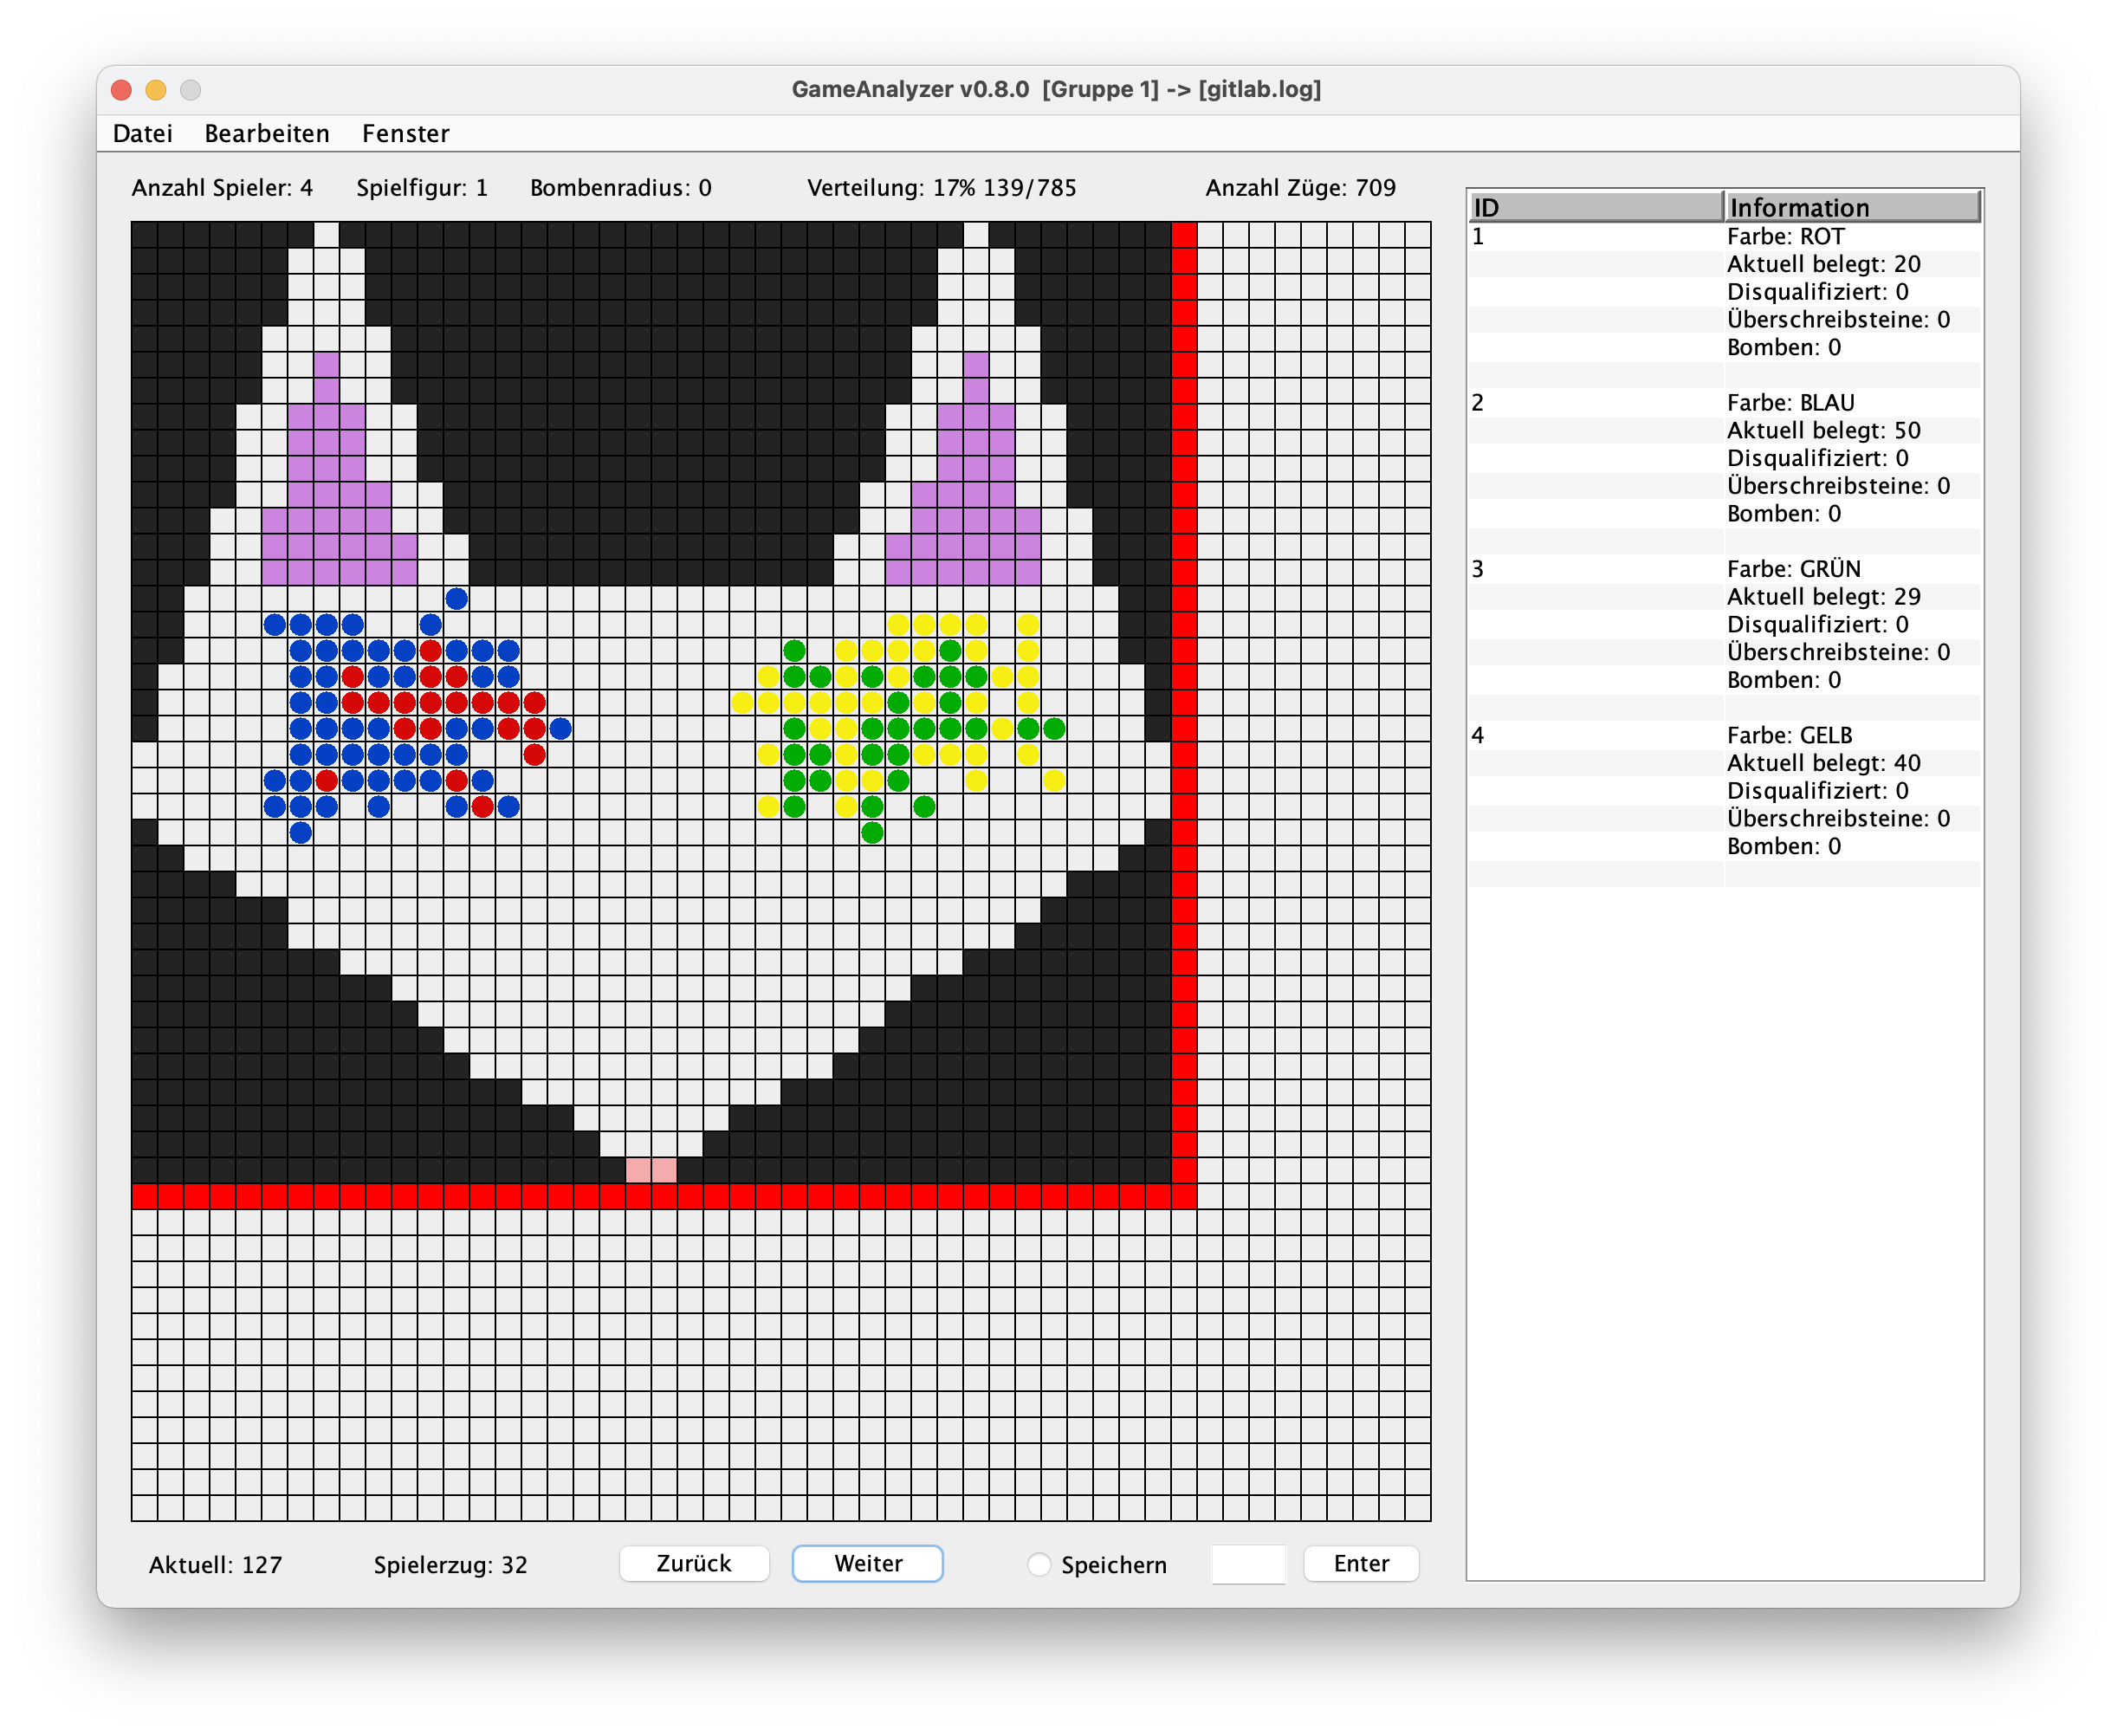 GameAnalyzer v0.8.0  [Gruppe 1] -> [gitlab.log]
Datei Bearbeiten Fenster
Anzahl Spieler: 4 Spielfigur: 1 Bombenradius: 0 Verteilung: 17% 139/785 Anzahl Züge: 709
ID Information
1 Farbe: ROT
Aktuell belegt: 20
Disqualifiziert: 0
Überschreibsteine: 0
Bomben: 0
2 Farbe: BLAU
Aktuell belegt: 50
Disqualifiziert: 0
Überschreibsteine: 0
Bomben: 0
3 Farbe: GRÜN
Aktuell belegt: 29
Disqualifiziert: 0
Überschreibsteine: 0
Bomben: 0
4 Farbe: GELB
Aktuell belegt: 40
Disqualifiziert: 0
Überschreibsteine: 0
Bomben: 0
Aktuell: 127 Spielerzug: 32 Zurück Weiter Speichern Enter